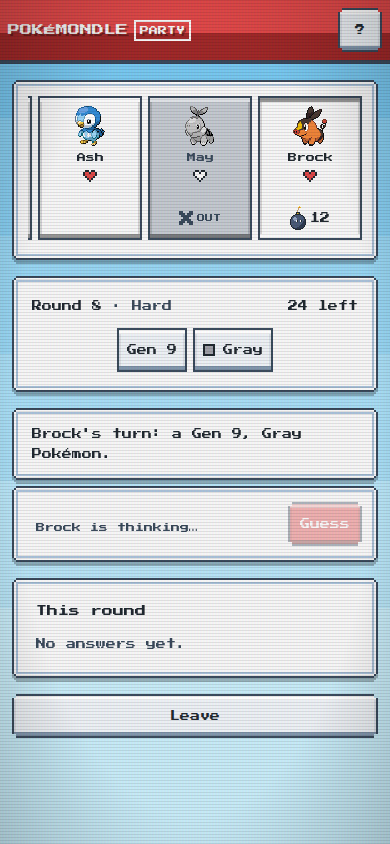 POKéMONDLE PARTY ?
Ash May Brock
OUT 12
Round 8 · Hard 24 left
Gen 9 Gray
Brock's turn: a Gen 9, Gray
Pokémon.
Brock is thinking… Guess
This round
No answers yet.
Leave